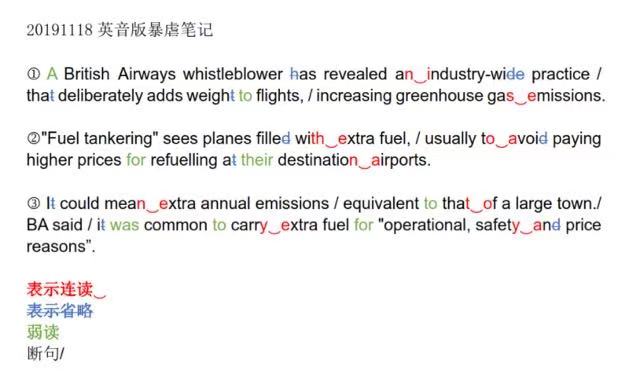 20191118 英音版暴虐笔记
① A British Airways whistleblower has revealed an‿industry-wide practice /
that deliberately adds weight to flights, / increasing greenhouse gas‿emissions.
②"Fuel tankering" sees planes filled with‿extra fuel, / usually to‿avoid paying
higher prices for refuelling at their destination‿airports.
③ It could mean‿extra annual emissions / equivalent to that‿of a large town./
BA said / it was common to carry‿extra fuel for "operational, safety‿and price
reasons”.
表示连读‿
表示省略
弱读
断句/